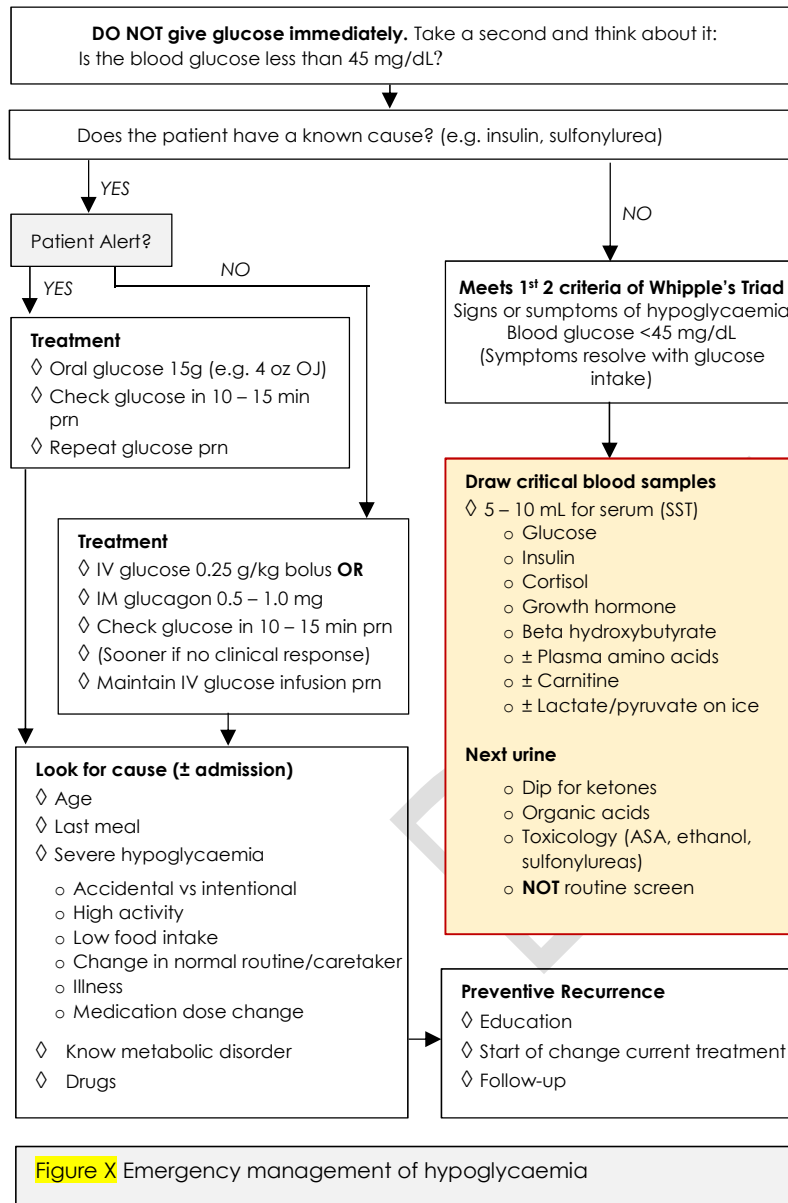 DO NOT give glucose immediately. Take a second and think about it:
Is the blood glucose less than 45 mg/dL?
Does the patient have a known cause? (e.g. insulin, sulfonylurea)
YES
NO
Patient Alert?
YES
NO
Treatment
◊ Oral glucose 15g (e.g. 4 oz OJ)
◊ Check glucose in 10 – 15 min
prn
◊ Repeat glucose prn
Treatment
◊ IV glucose 0.25 g/kg bolus OR
◊ IM glucagon 0.5 – 1.0 mg
◊ Check glucose in 10 – 15 min prn
◊ (Sooner if no clinical response)
◊ Maintain IV glucose infusion prn
Look for cause (± admission)
◊ Age
◊ Last meal
◊ Severe hypoglycaemia
o Accidental vs intentional
o High activity
o Low food intake
o Change in normal routine/caretaker
o Illness
o Medication dose change
◊ Know metabolic disorder
◊ Drugs
Meets 1st 2 criteria of Whipple's Triad
Signs or symptoms of hypoglycaemia
Blood glucose <45 mg/dL
(Symptoms resolve with glucose
intake)
Draw critical blood samples
◊ 5 – 10 mL for serum (SST)
o Glucose
o Insulin
o Cortisol
o Growth hormone
o Beta hydroxybutyrate
o ± Plasma amino acids
o ± Carnitine
o ± Lactate/pyruvate on ice
Next urine
o Dip for ketones
o Organic acids
o Toxicology (ASA, ethanol,
sulfonylureas)
o NOT routine screen
Preventive Recurrence
◊ Education
◊ Start of change current treatment
◊ Follow-up
Figure X Emergency management of hypoglycaemia